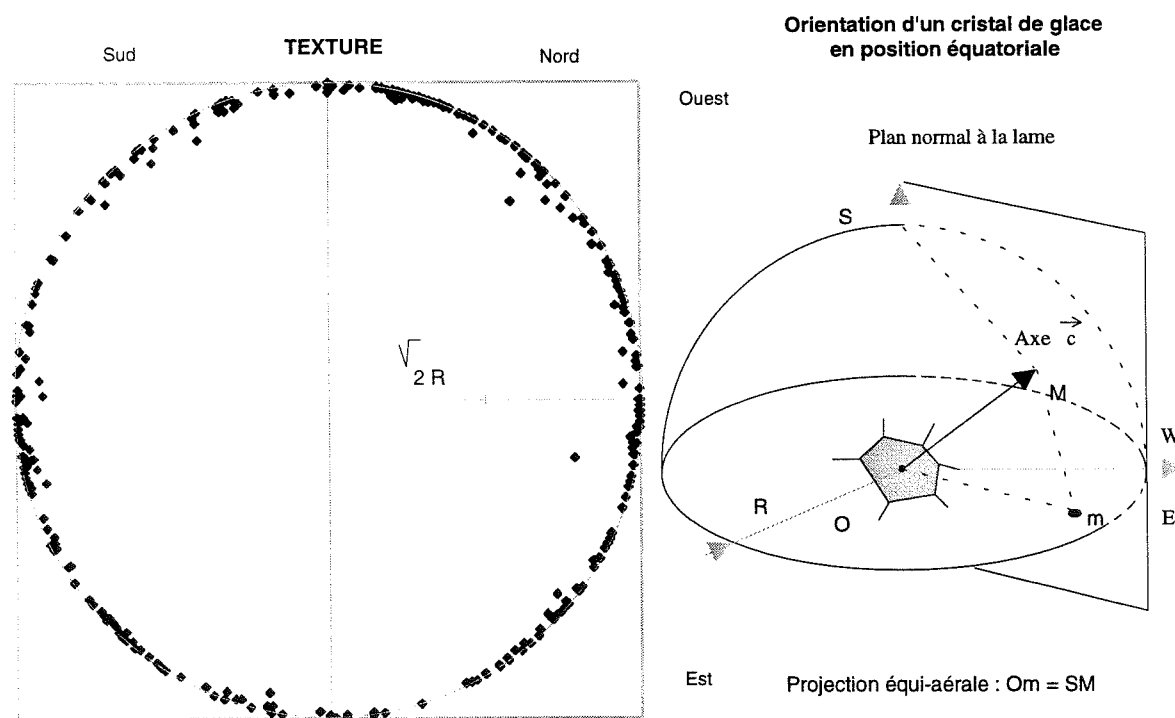 Sud
TEXTURE
Nord
√2 R
Orientation d'un cristal de glace
en position équatoriale
Ouest
Plan normal à la lame
S
Axe c
M
W
R
O
m
E
Est
Projection équi-aérale : Om = SM